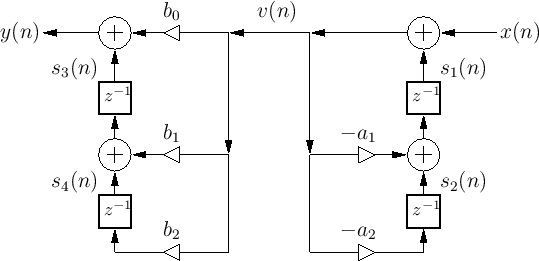 b₀ v(n)
y(n) + + x(n)
s₃(n) s₁(n)
z⁻¹ z⁻¹
b₁ −a₁
+ +
s₄(n) s₂(n)
z⁻¹ z⁻¹
b₂ −a₂